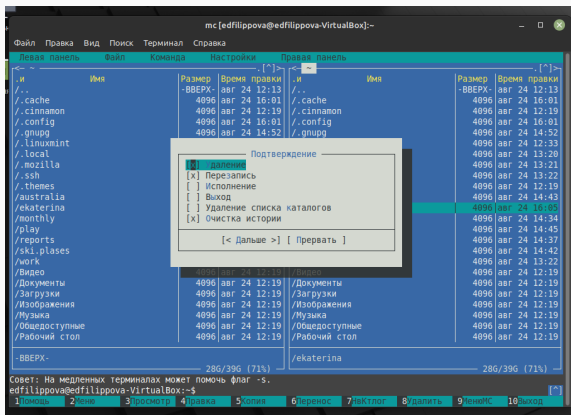 mc [edfilippova@edfilippova-VirtualBox]:~
Файл Правка Вид Поиск Терминал Справка
Левая панель Файл Команда Настройки Правая панель
<- ~ .[^]> <- ~ .[^]>
.и Имя Размер Время правки .и Имя Размер Время правки
/.. -ВВЕРХ- авг 24 12:13 /.. -ВВЕРХ- авг 24 12:13
/.cache 4096 авг 24 16:01 /.cache 4096 авг 24 16:01
/.cinnamon 4096 авг 24 12:19 /.cinnamon 4096 авг 24 12:19
/.config 4096 авг 24 16:01 /.config 4096 авг 24 16:01
/.gnupg 4096 авг 24 14:52 /.gnupg 4096 авг 24 14:52
/.linuxmint 4096 авг 24 12:33
/.local Подтверждение 4096 авг 24 13:20
/.mozilla [x] Удаление 4096 авг 24 13:21
/.ssh [x] Перезапись 4096 авг 24 13:22
/.themes [ ] Исполнение 4096 авг 24 12:19
/australia [ ] Выход 4096 авг 24 14:43
/ekaterina [ ] Удаление списка каталогов 4096 авг 24 16:05
/monthly [x] Очистка истории 4096 авг 24 14:34
/play 4096 авг 24 14:45
/reports [< Дальше >] [ Прервать ] 4096 авг 24 14:37
/ski.plases 4096 авг 24 14:42
/work 4096 авг 24 13:22
/Видео 4096 авг 24 12:19 /Видео 4096 авг 24 12:19
/Документы 4096 авг 24 12:19 /Документы 4096 авг 24 12:19
/Загрузки 4096 авг 24 12:19 /Загрузки 4096 авг 24 12:19
/Изображения 4096 авг 24 12:19 /Изображения 4096 авг 24 12:19
/Музыка 4096 авг 24 12:19 /Музыка 4096 авг 24 12:19
/Общедоступные 4096 авг 24 12:19 /Общедоступные 4096 авг 24 12:19
/Рабочий стол 4096 авг 24 12:19 /Рабочий стол 4096 авг 24 12:19
-ВВЕРХ- /ekaterina
28G/39G (71%) 28G/39G (71%)
Совет: На медленных терминалах может помочь флаг -s.
edfilippova@edfilippova-VirtualBox:~$ [^]
1Помощь 2Меню 3Просмотр 4Правка 5Копия 6Перенос 7НвКтлог 8Удалить 9МенюMC 10Выход